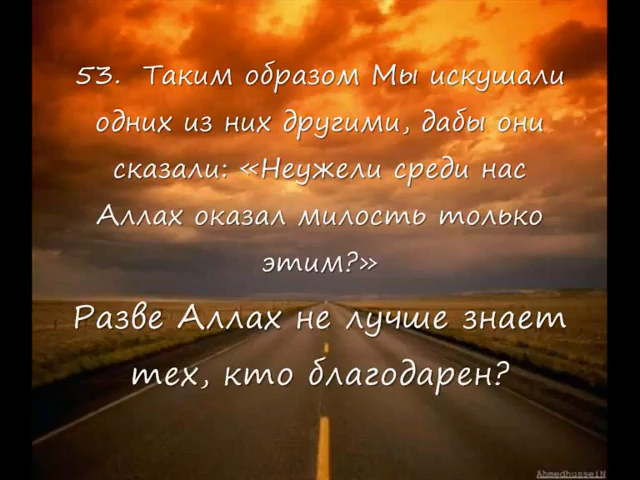 53. Таким образом Мы искушали
одних из них другими, дабы они
сказали: «Неужели среди нас
Аллах оказал милость только
этим?»
Разве Аллах не лучше знает
тех, кто благодарен?
AhmedhusseiN